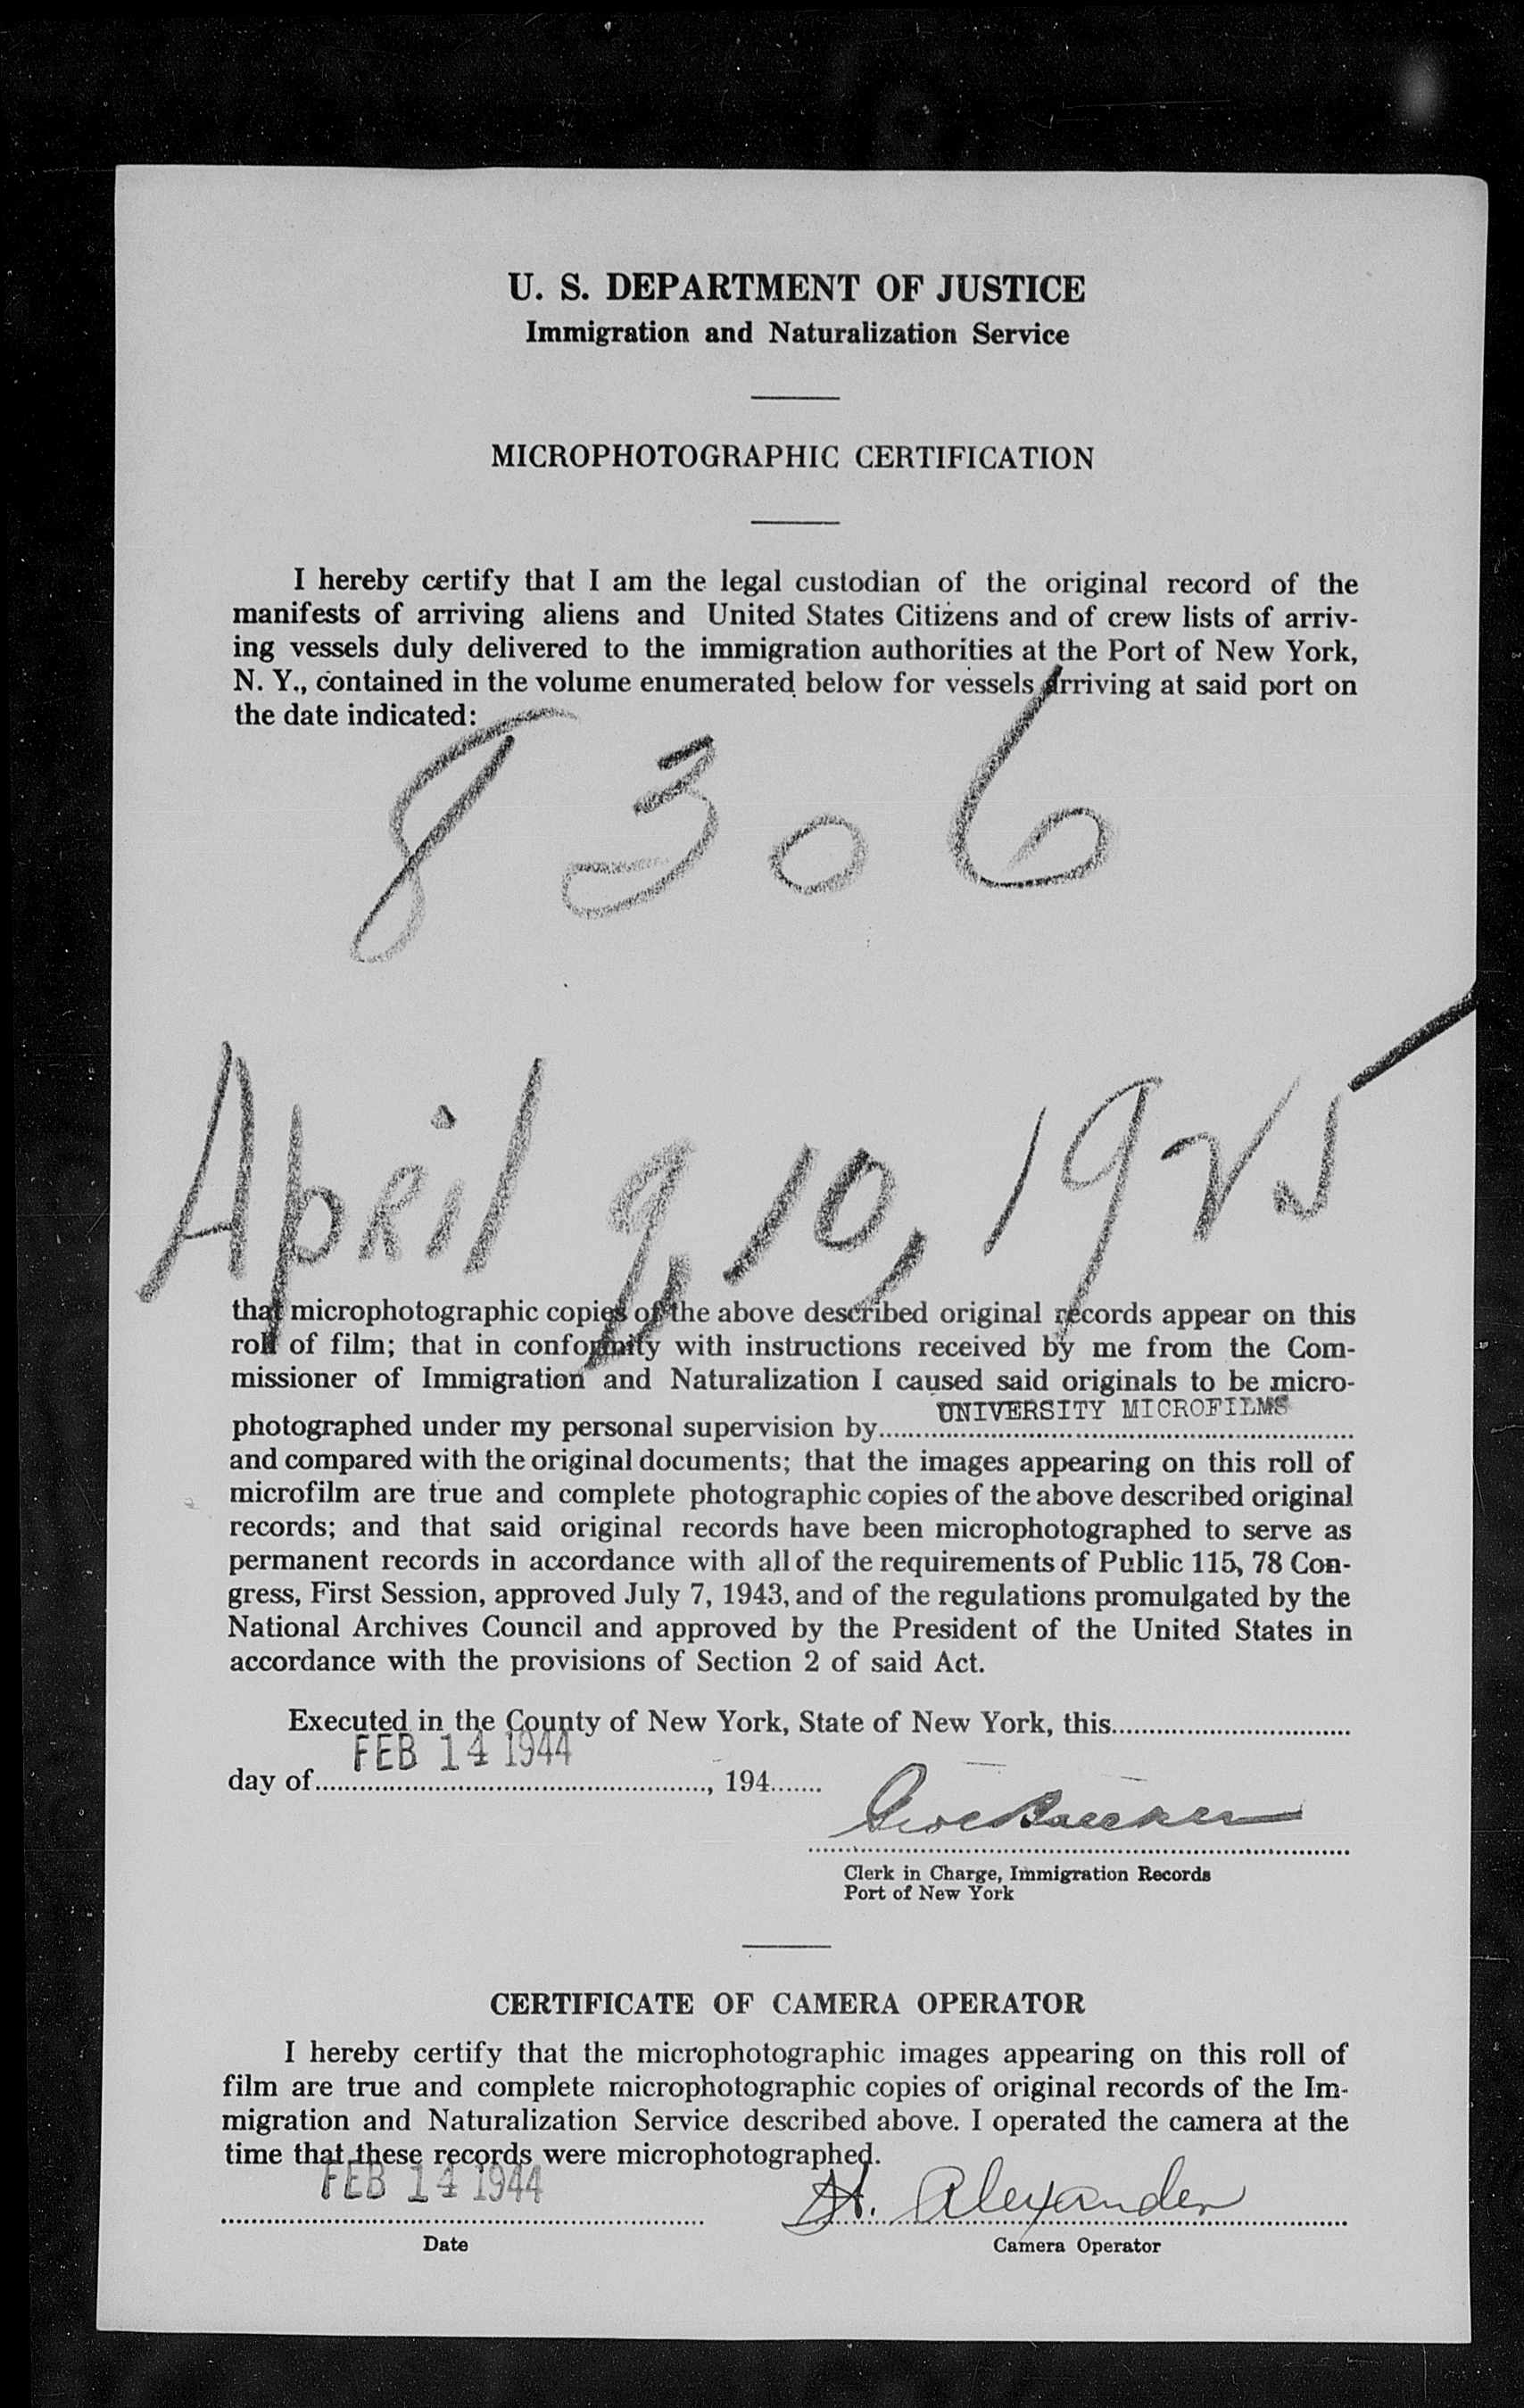 U. S. DEPARTMENT OF JUSTICE
Immigration and Naturalization Service
MICROPHOTOGRAPHIC CERTIFICATION
I hereby certify that I am the legal custodian of the original record of the
manifests of arriving aliens and United States Citizens and of crew lists of arriv-
ing vessels duly delivered to the immigration authorities at the Port of New York,
N. Y., contained in the volume enumerated below for vessels arriving at said port on
the date indicated:
8306
April 9, 10, 1925
that microphotographic copies of the above described original records appear on this
roll of film; that in conformity with instructions received by me from the Com-
missioner of Immigration and Naturalization I caused said originals to be micro-
photographed under my personal supervision by UNIVERSITY MICROFILMS
and compared with the original documents; that the images appearing on this roll of
microfilm are true and complete photographic copies of the above described original
records; and that said original records have been microphotographed to serve as
permanent records in accordance with all of the requirements of Public 115, 78 Con-
gress, First Session, approved July 7, 1943, and of the regulations promulgated by the
National Archives Council and approved by the President of the United States in
accordance with the provisions of Section 2 of said Act.
Executed in the County of New York, State of New York, this
FEB 14 1944
day of , 194
Clerk in Charge, Immigration Records
Port of New York
CERTIFICATE OF CAMERA OPERATOR
I hereby certify that the microphotographic images appearing on this roll of
film are true and complete microphotographic copies of original records of the Im-
migration and Naturalization Service described above. I operated the camera at the
time that these records were microphotographed.
FEB 14 1944 H. Alexander
Date Camera Operator